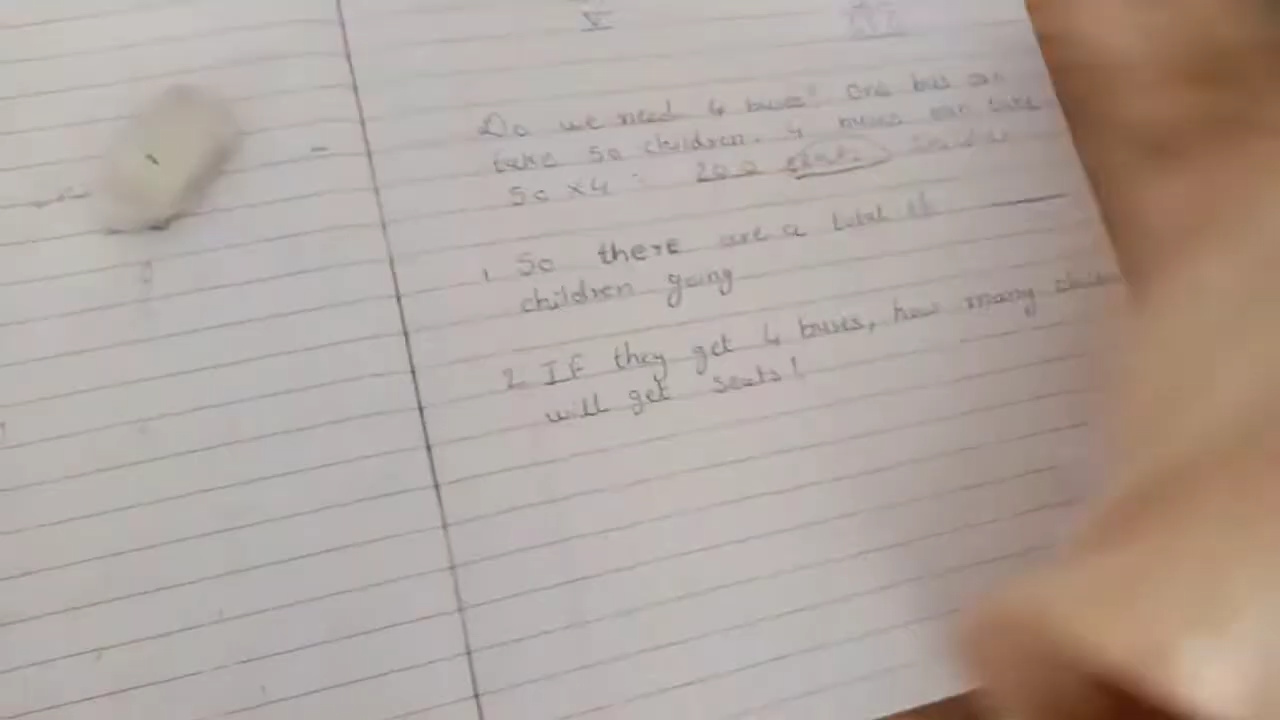 V
Do we need 4 buses? One bus can
take 50 children. 4 buses can take
50 x 4 = 200
1. So there are a total of
children going
2. If they get 4 buses, how many
will get seats?